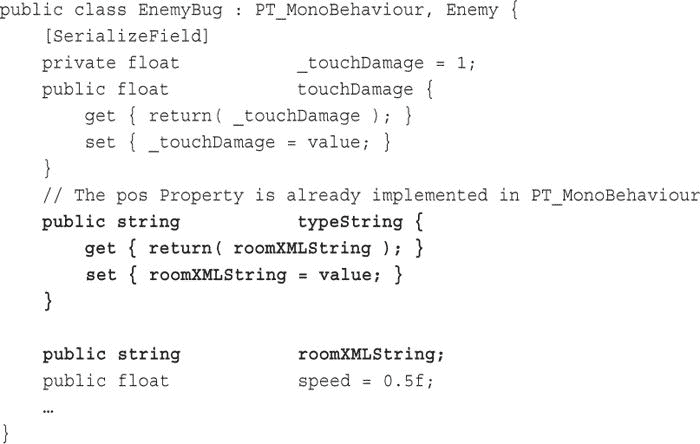 public class EnemyBug : PT_MonoBehaviour, Enemy {
    [SerializeField]
    private float            _touchDamage = 1;
    public float             touchDamage {
        get { return( _touchDamage ); }
        set { _touchDamage = value; }
    }
    // The pos Property is already implemented in PT_MonoBehaviour
    public string            typeString {
        get { return( roomXMLString ); }
        set { roomXMLString = value; }
    }

    public string            roomXMLString;
    public float             speed = 0.5f;
    …
}